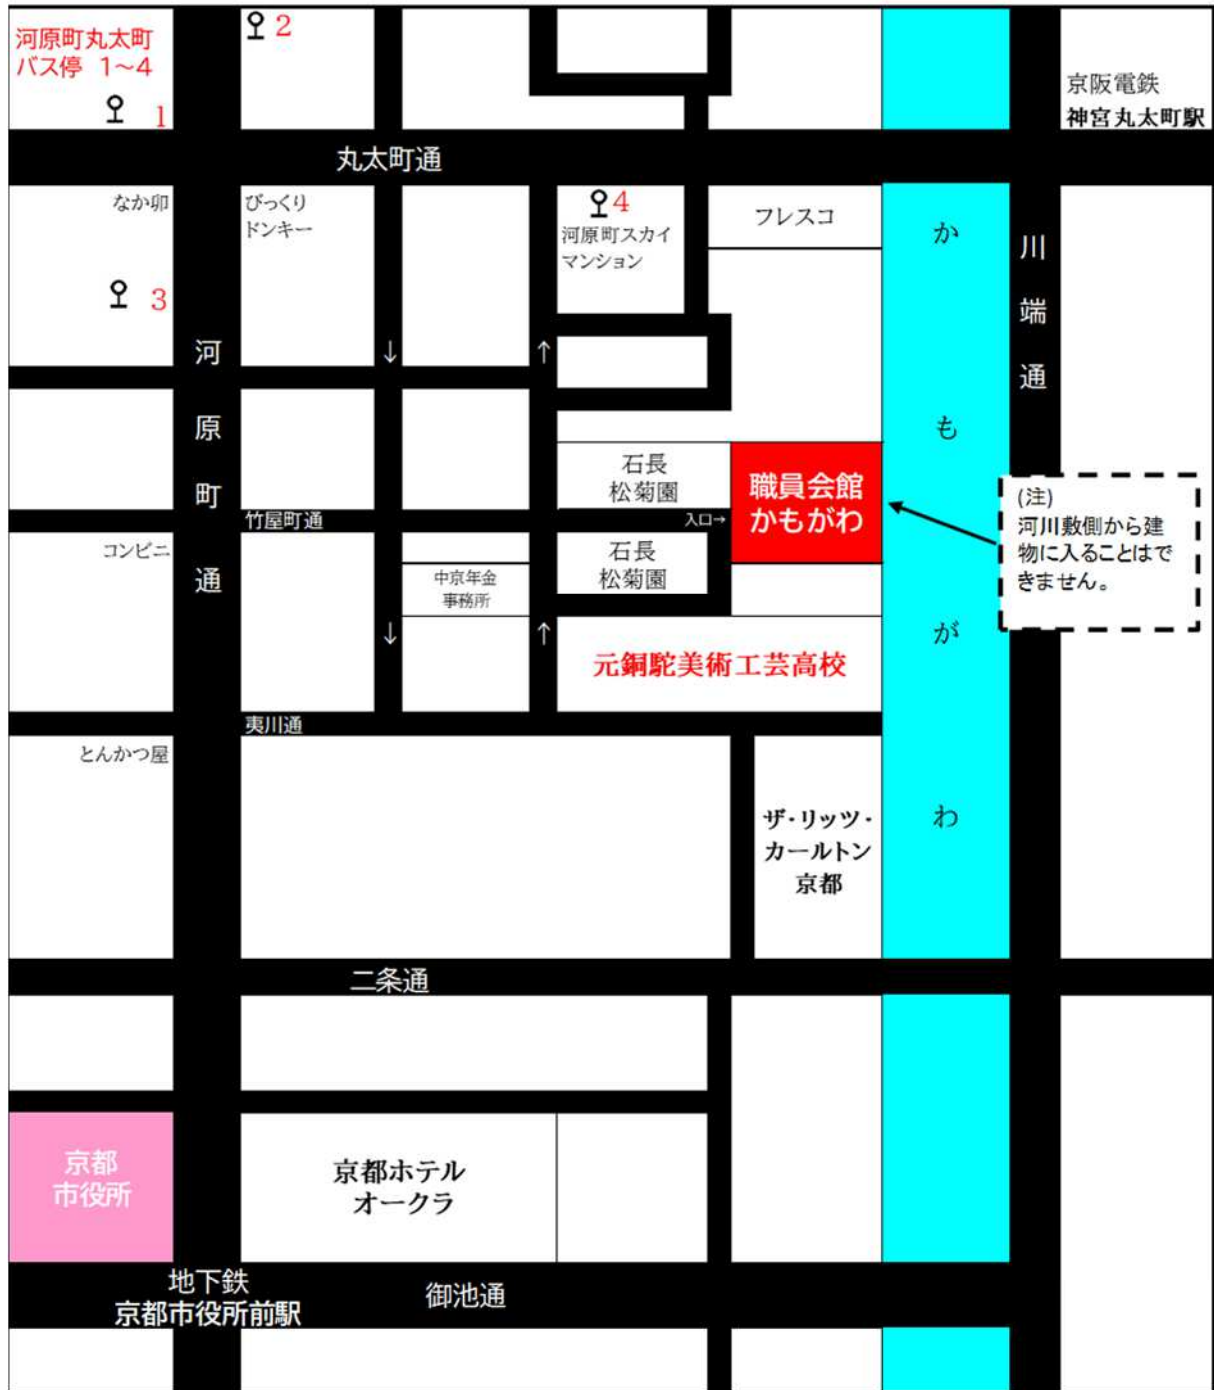 河原町丸太町
バス停 1～4
1
2
京阪電鉄
神宮丸太町駅
丸太町通
なか卯
3
びっくり
ドンキー
4
河原町スカイ
マンション
フレスコ
かもがわ
川端通
河原町通
↓
↑
石長
松菊園
職員会館
かもがわ
(注)
河川敷側から建
物に入ることはで
きません。
竹屋町通
入口→
コンビニ
石長
松菊園
中京年金
事務所
↓
↑
元銅駝美術工芸高校
夷川通
とんかつ屋
ザ・リッツ・
カールトン
京都
二条通
京都
市役所
京都ホテル
オークラ
地下鉄
京都市役所前駅
御池通